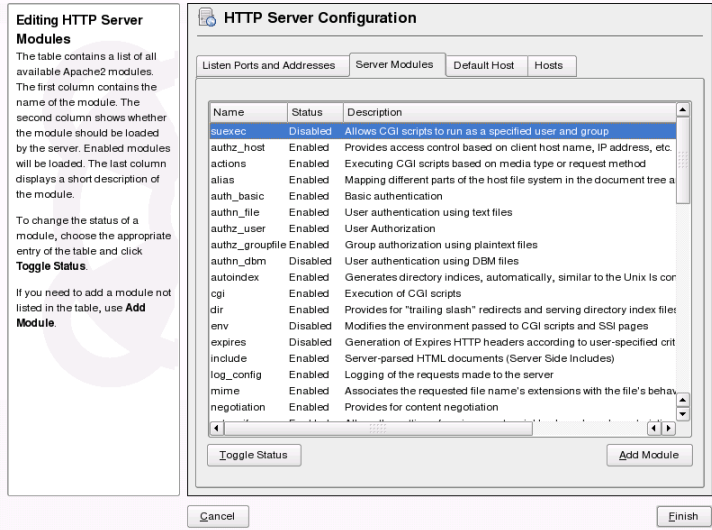 Editing HTTP Server
Modules
The table contains a list of all
available Apache2 modules.
The first column contains the
name of the module. The
second column shows whether
the module should be loaded
by the server. Enabled modules
will be loaded. The last column
displays a short description of
the module.
To change the status of a
module, choose the appropriate
entry of the table and click
Toggle Status.
If you need to add a module not
listed in the table, use Add
Module.
HTTP Server Configuration
Listen Ports and Addresses Server Modules Default Host Hosts
Name Status Description
suexec Disabled Allows CGI scripts to run as a specified user and group
authz_host Enabled Provides access control based on client host name, IP address, etc.
actions Enabled Executing CGI scripts based on media type or request method
alias Enabled Mapping different parts of the host file system in the document tree a
auth_basic Enabled Basic authentication
authn_file Enabled User authentication using text files
authz_user Enabled User Authorization
authz_groupfile Enabled Group authorization using plaintext files
authn_dbm Disabled User authentication using DBM files
autoindex Enabled Generates directory indices, automatically, similar to the Unix ls con
cgi Enabled Execution of CGI scripts
dir Enabled Provides for "trailing slash" redirects and serving directory index files
env Disabled Modifies the environment passed to CGI scripts and SSI pages
expires Disabled Generation of Expires HTTP headers according to user-specified crit
include Enabled Server-parsed HTML documents (Server Side Includes)
log_config Enabled Logging of the requests made to the server
mime Enabled Associates the requested file name's extensions with the file's behav
negotiation Enabled Provides for content negotiation
Toggle Status Add Module
Cancel Finish